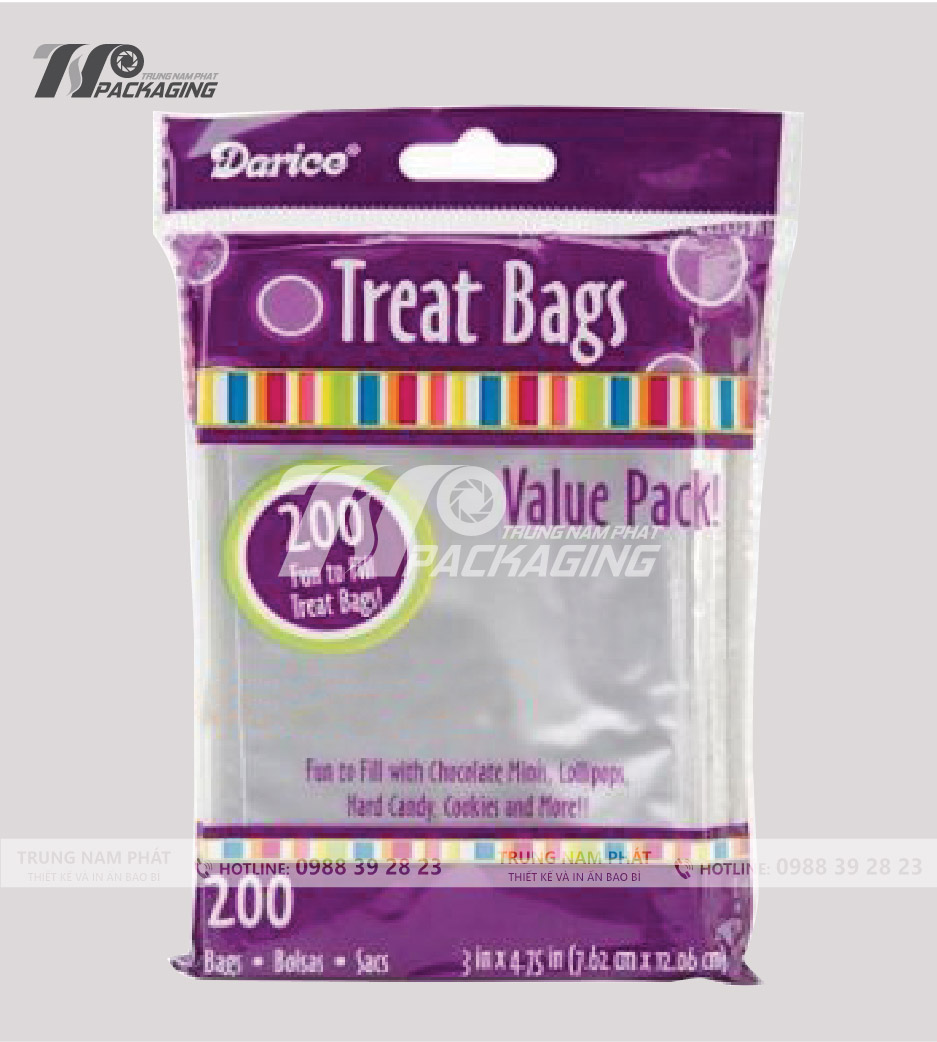 TRUNG NAM PHAT
PACKAGING
Darice®
Treat Bags
Value Pack!
200
Fun to Fill
Treat Bags!
TRUNG NAM PHAT
PACKAGING
Fun to Fill with Chocolate Minis, Lollipops,
Hard Candy, Cookies and More!!
TRUNG NAM PHÁT
THIẾT KẾ VÀ IN ẤN BAO BÌ
HOTLINE: 0988 39 28 23
TRUNG NAM PHÁT
THIẾT KẾ VÀ IN ẤN BAO BÌ
HOTLINE: 0988 39 28 23
200
Bags • Bolsas • Sacs
3 in x 4.75 in (7.62 cm x 12.06 cm)